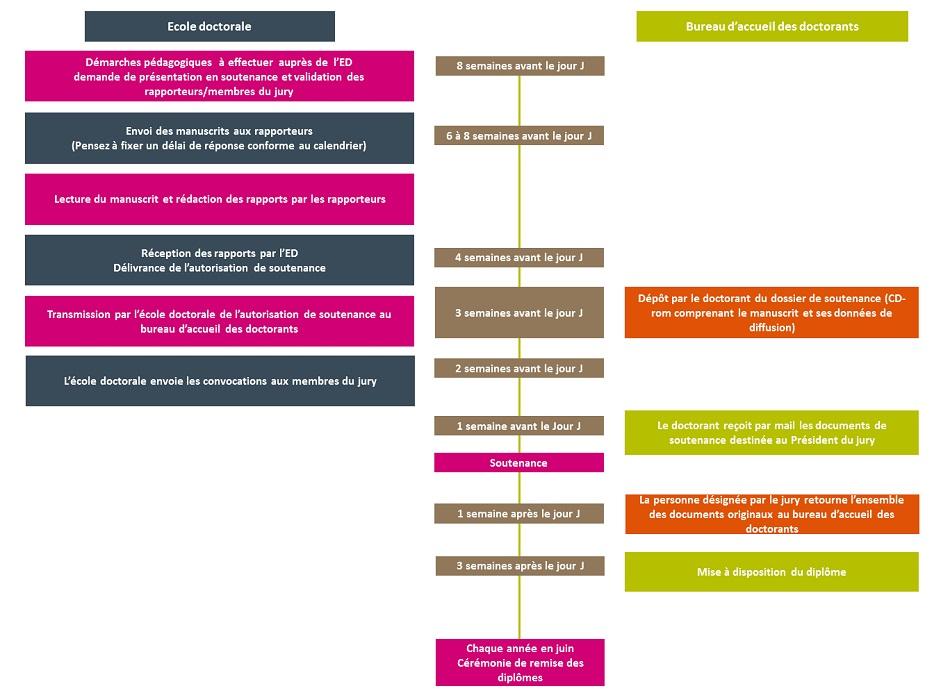 Ecole doctorale
Bureau d'accueil des doctorants
Démarches pédagogiques à effectuer auprès de l'ED
demande de présentation en soutenance et validation des
rapporteurs/membres du jury
8 semaines avant le jour J
Envoi des manuscrits aux rapporteurs
(Pensez à fixer un délai de réponse conforme au calendrier)
6 à 8 semaines avant le jour J
Lecture du manuscrit et rédaction des rapports par les rapporteurs
Réception des rapports par l'ED
Délivrance de l'autorisation de soutenance
4 semaines avant le jour J
Transmission par l'école doctorale de l'autorisation de soutenance au
bureau d'accueil des doctorants
3 semaines avant le jour J
Dépôt par le doctorant du dossier de soutenance (CD-
rom comprenant le manuscrit et ses données de
diffusion)
L'école doctorale envoie les convocations aux membres du jury
2 semaines avant le jour J
1 semaine avant le Jour J
Le doctorant reçoit par mail les documents de
soutenance destinée au Président du jury
Soutenance
1 semaine après le jour J
La personne désignée par le jury retourne l'ensemble
des documents originaux au bureau d'accueil des
doctorants
3 semaines après le jour J
Mise à disposition du diplôme
Chaque année en juin
Cérémonie de remise des
diplômes